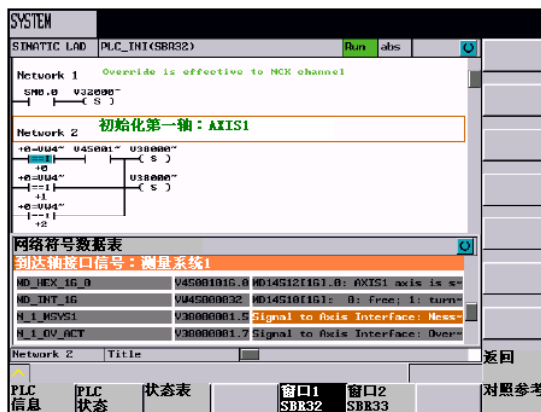 SYSTEM
SIMATIC LAD PLC_INI(SBR32) Run abs
Network 1 Override is effective to NCK channel
SM0.0 V32000~
( S )
Network 2 初始化第一轴：AXIS1
+0=VW4~ V45001~ V38000~
==I ( S )
+0
+0=VW4~ V38000~
==I ( S )
+1
+0=VW4~
==I
+2
网络符号数据表
到达轴接口信号：测量系统1
MD_HEX_16_0 V45001016.0 MD14512[16].0: AXIS1 axis is s~
MD_INT_16 VW45000032 MD14510[16]: 0: free; 1: turn~
N_1_MSYS1 V38000001.5 Signal to Axis Interface: Mess~
N_1_OV_ACT V38000001.7 Signal to Axis Interface: Over~
Network 2 Title
返回
PLC 信息
PLC 状态
状态表
窗口1 SBR32
窗口2 SBR33
对照参考